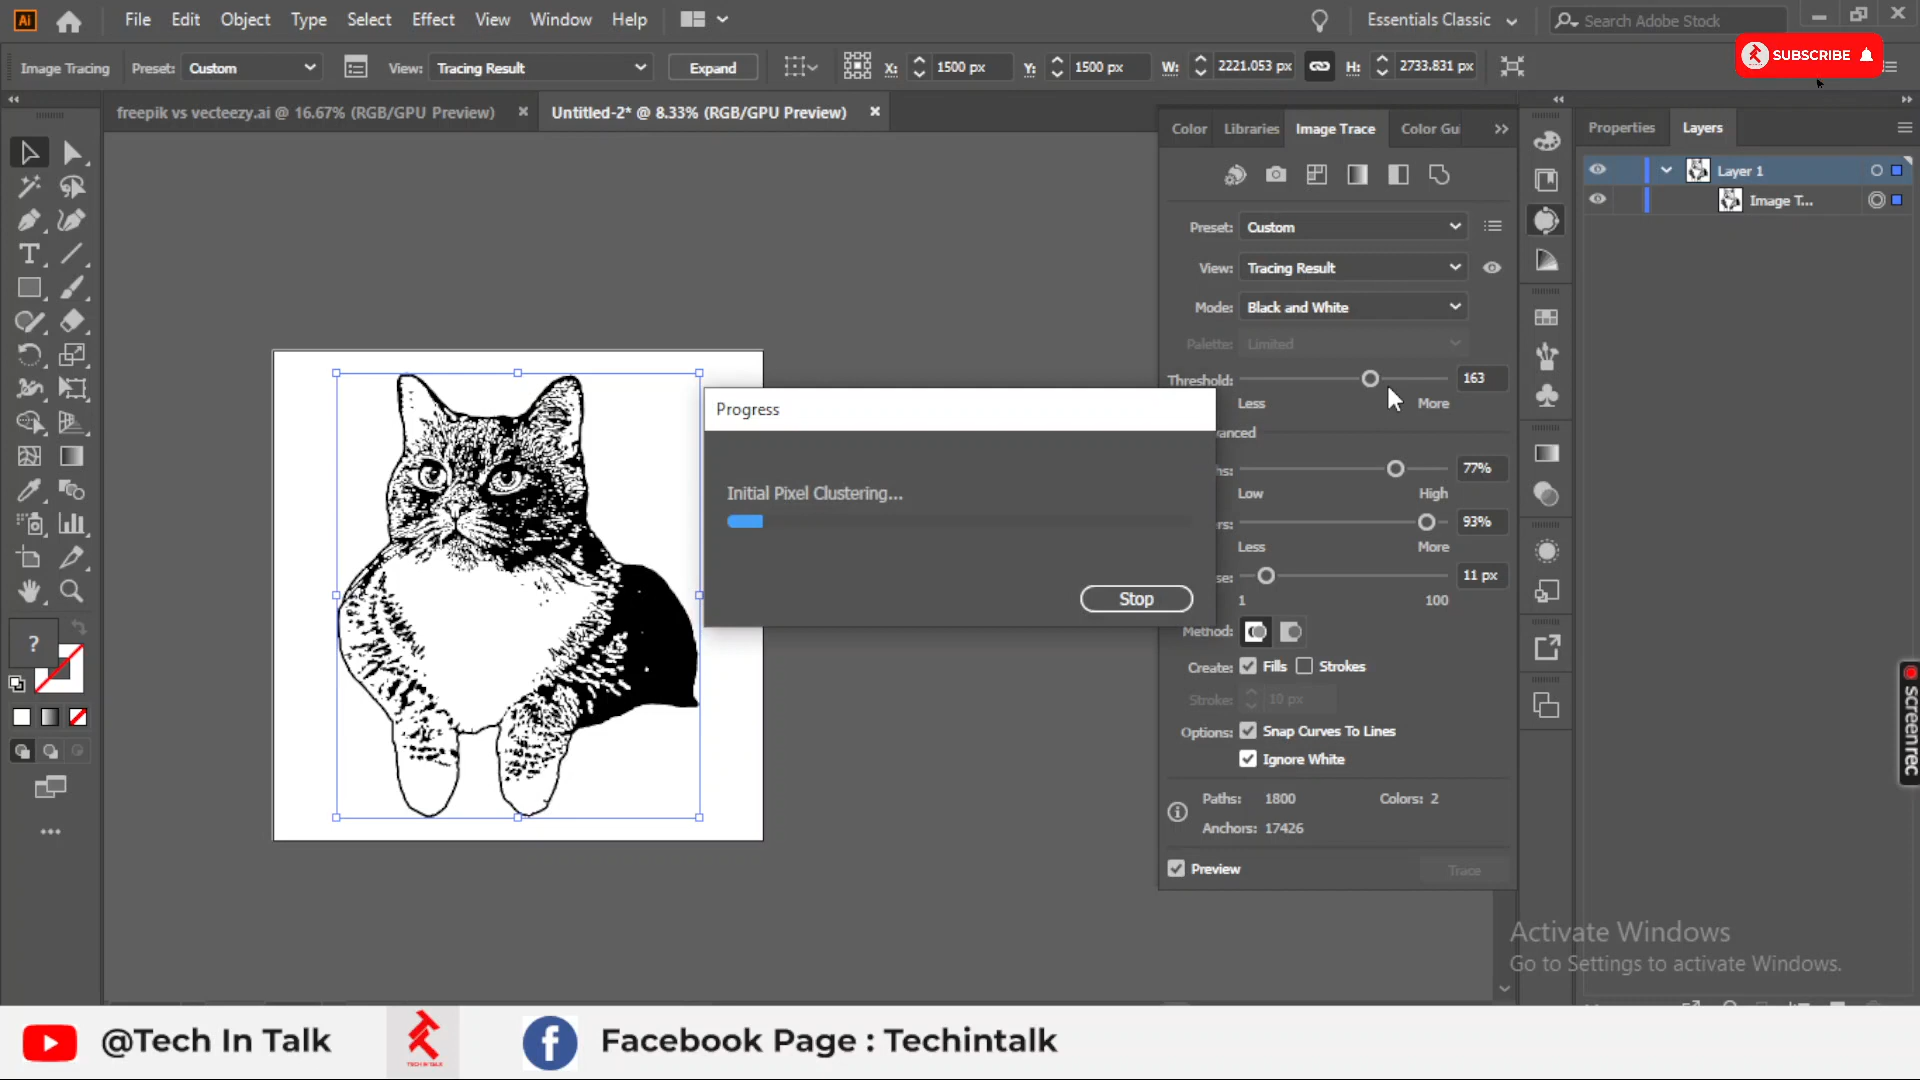 Ai File Edit Object Type Select Effect View Window Help Essentials Classic Search Adobe Stock
Image Tracing Preset: Custom View: Tracing Result Expand X: 1500 px Y: 1500 px W: 2221.053 px H: 2733.831 px
SUBSCRIBE
freepik vs vecteezy.ai @ 16.67% (RGB/GPU Preview) Untitled-2* @ 8.33% (RGB/GPU Preview)
Color Libraries Image Trace Color Gu
Properties Layers
Layer 1
Image T...
Preset: Custom
View: Tracing Result
Mode: Black and White
Palette: Limited
Threshold: 163
Less More
Progress
Initial Pixel Clustering...
Stop
vanced
hs: 77%
Low High
rs: 93%
Less More
se: 11 px
1 100
Method:
Create: Fills Strokes
Stroke: 10 px
Options: Snap Curves To Lines
Ignore White
Paths: 1800 Colors: 2
Anchors: 17426
Preview Trace
?
screenrec
Activate Windows
Go to Settings to activate Windows.
@Tech In Talk TECH IN TALK Facebook Page : Techintalk